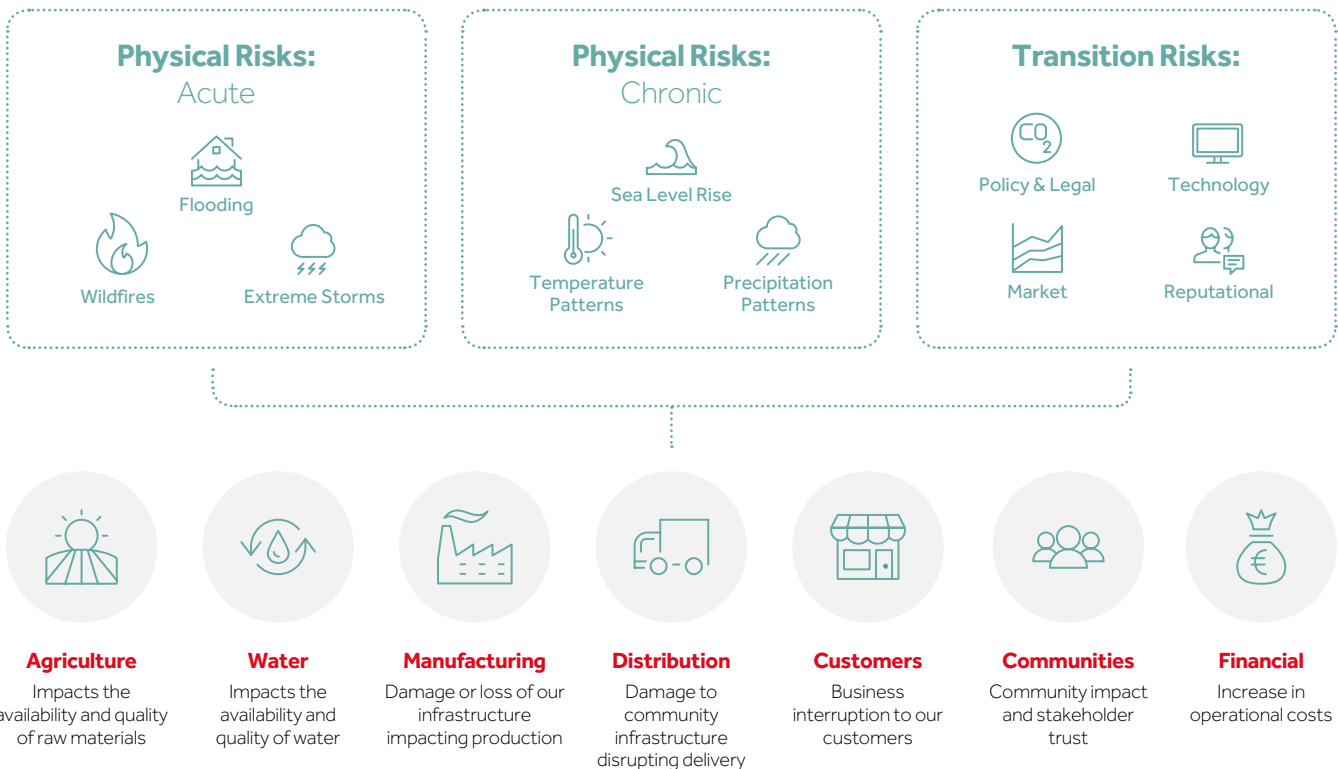 Physical Risks:
Acute
Flooding
Wildfires
Extreme Storms
Physical Risks:
Chronic
Sea Level Rise
Temperature
Patterns
Precipitation
Patterns
Transition Risks:
CO2
Policy & Legal
Technology
Market
Reputational
Agriculture
Impacts the
availability and quality
of raw materials
Water
Impacts the
availability and
quality of water
Manufacturing
Damage or loss of our
infrastructure
impacting production
Distribution
Damage to
community
infrastructure
disrupting delivery
Customers
Business
interruption to our
customers
Communities
Community impact
and stakeholder
trust
€
Financial
Increase in
operational costs